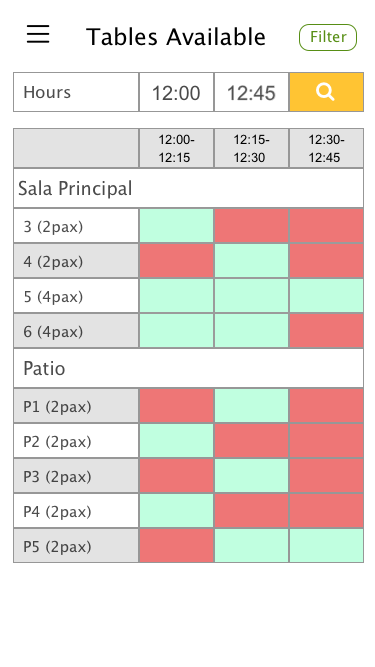 Tables Available
Filter
Hours
12:00
12:45
12:00-
12:15
12:15-
12:30
12:30-
12:45
Sala Principal
3 (2pax)
4 (2pax)
5 (4pax)
6 (4pax)
Patio
P1 (2pax)
P2 (2pax)
P3 (2pax)
P4 (2pax)
P5 (2pax)